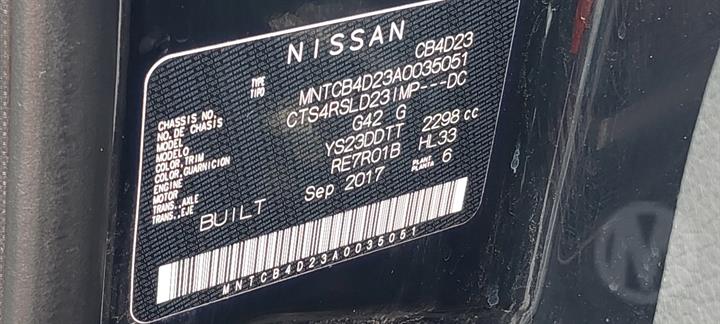 NISSAN
TYPE
TIPO CB4D23
CHASSIS NO.
NO. DE CHASIS MNTCB4D23A0035051
MODEL
MODELO CTS4RSLD23IMP---DC
COLOR, TRIM
COLOR, GUARNICION G42 G
ENGINE
MOTOR YS23DDTT 2298 cc
TRANS., AXLE
TRANS., EJE RE7R01B HL33
PLANT
PLANTA 6
BUILT Sep 2017
MNTCB4D23A0035051